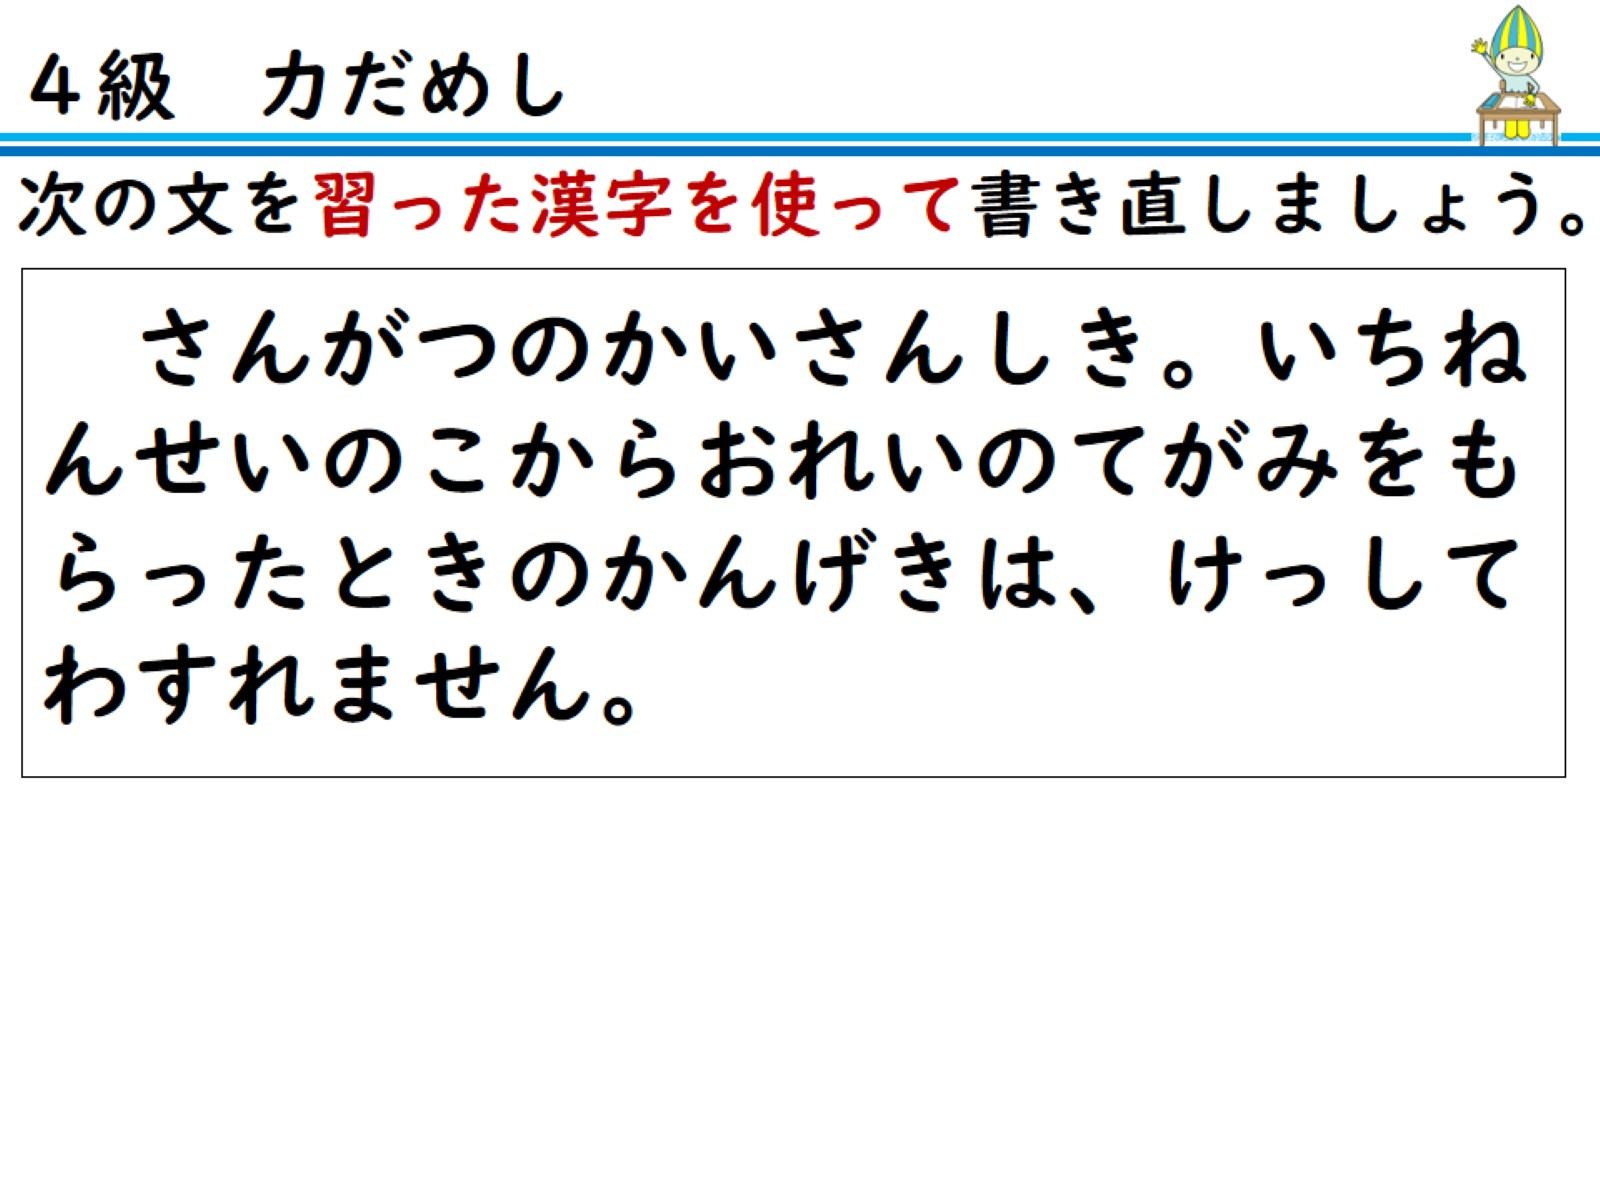 ４級　力だめし
次の文を習った漢字を使って書き直しましょう。
　さんがつのかいさんしき。いちね
んせいのこからおれいのてがみをも
らったときのかんげきは、けっして
わすれません。